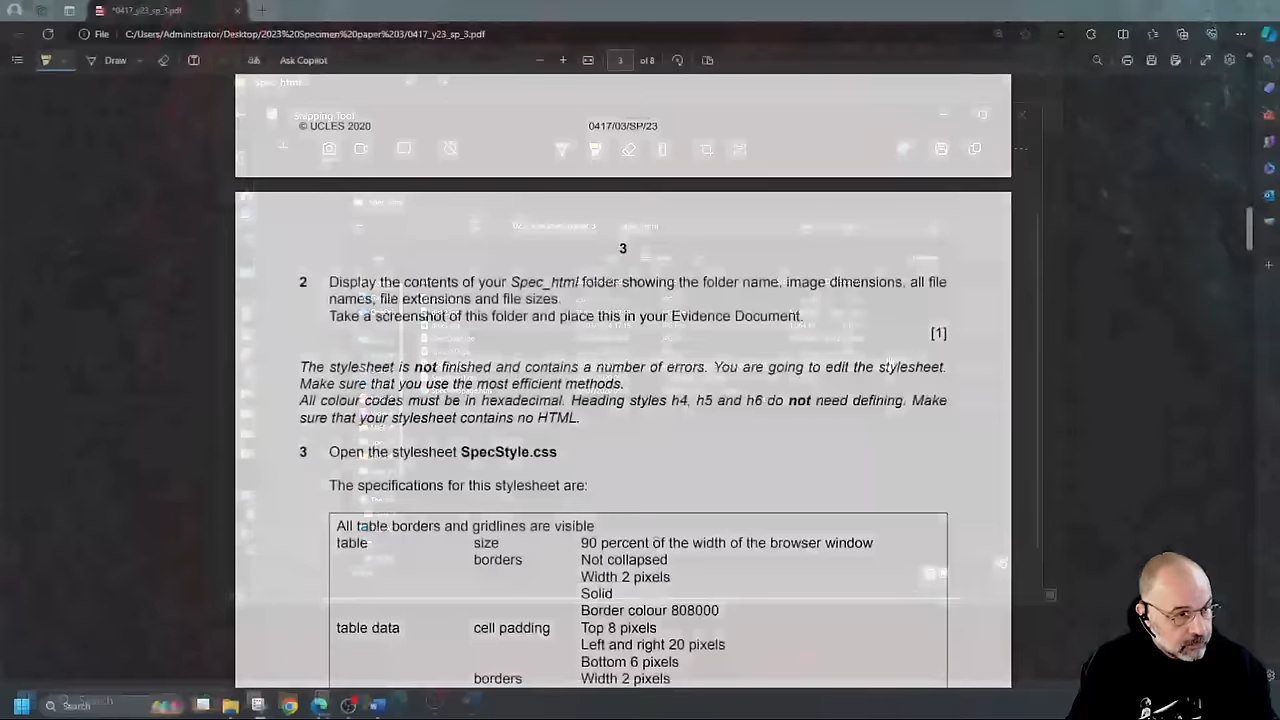 *0417_y23_sp_3.pdf
File C:/Users/Administrator/Desktop/2023%20Specimen%20paper%203/0417_y23_sp_3.pdf
Draw Ask Copilot 3 of 8
Spec_html
Snipping Tool
© UCLES 2020 0417/03/SP/23
3
2 Display the contents of your Spec_html folder showing the folder name, image dimensions, all file
names, file extensions and file sizes.
Take a screenshot of this folder and place this in your Evidence Document.
[1]
The stylesheet is not finished and contains a number of errors. You are going to edit the stylesheet.
Make sure that you use the most efficient methods.
All colour codes must be in hexadecimal. Heading styles h4, h5 and h6 do not need defining. Make
sure that your stylesheet contains no HTML.
3 Open the stylesheet SpecStyle.css
The specifications for this stylesheet are:
All table borders and gridlines are visible
table size 90 percent of the width of the browser window
borders Not collapsed
Width 2 pixels
Solid
Border colour 808000
table data cell padding Top 8 pixels
Left and right 20 pixels
Bottom 6 pixels
borders Width 2 pixels
Search